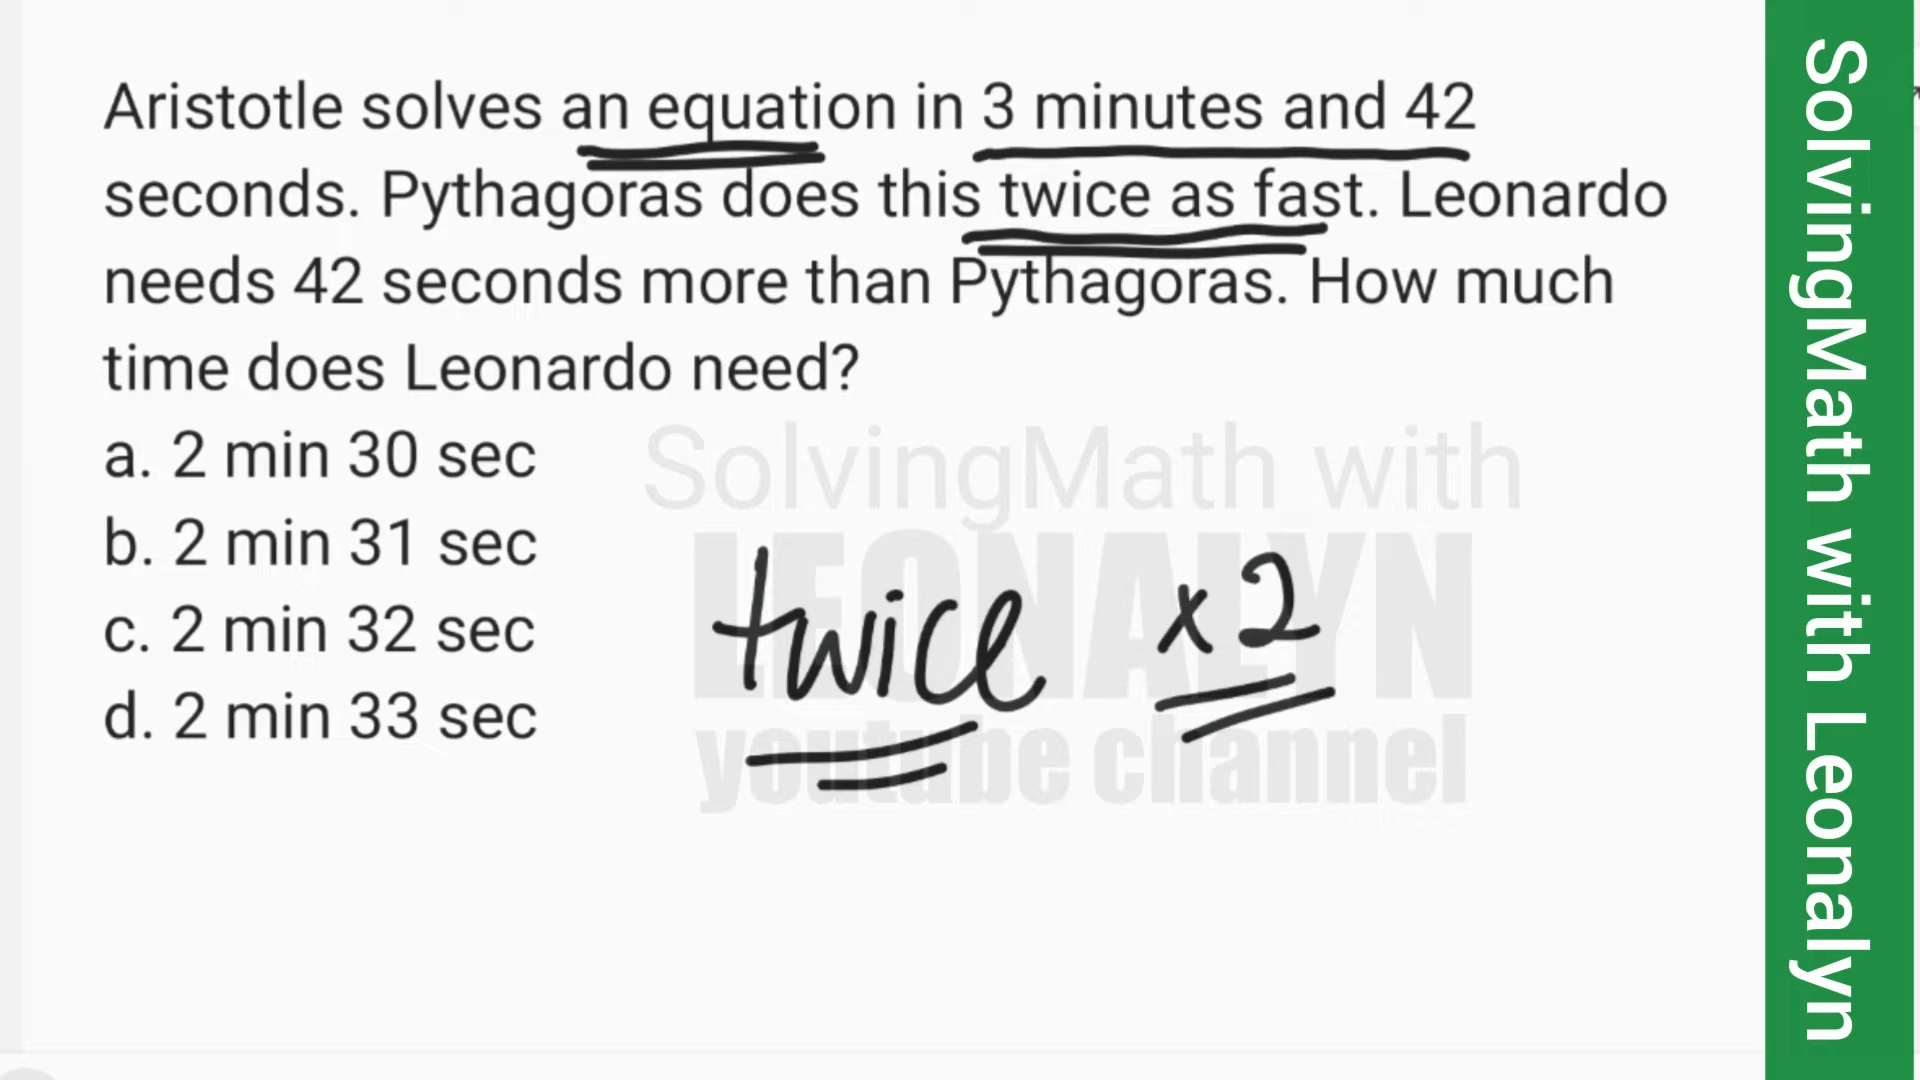 Aristotle solves an equation in 3 minutes and 42
seconds. Pythagoras does this twice as fast. Leonardo
needs 42 seconds more than Pythagoras. How much
time does Leonardo need?
a. 2 min 30 sec
b. 2 min 31 sec
c. 2 min 32 sec
d. 2 min 33 sec
SolvingMath with
LEONALYN
youtube channel
twice x2
SolvingMath with Leonalyn